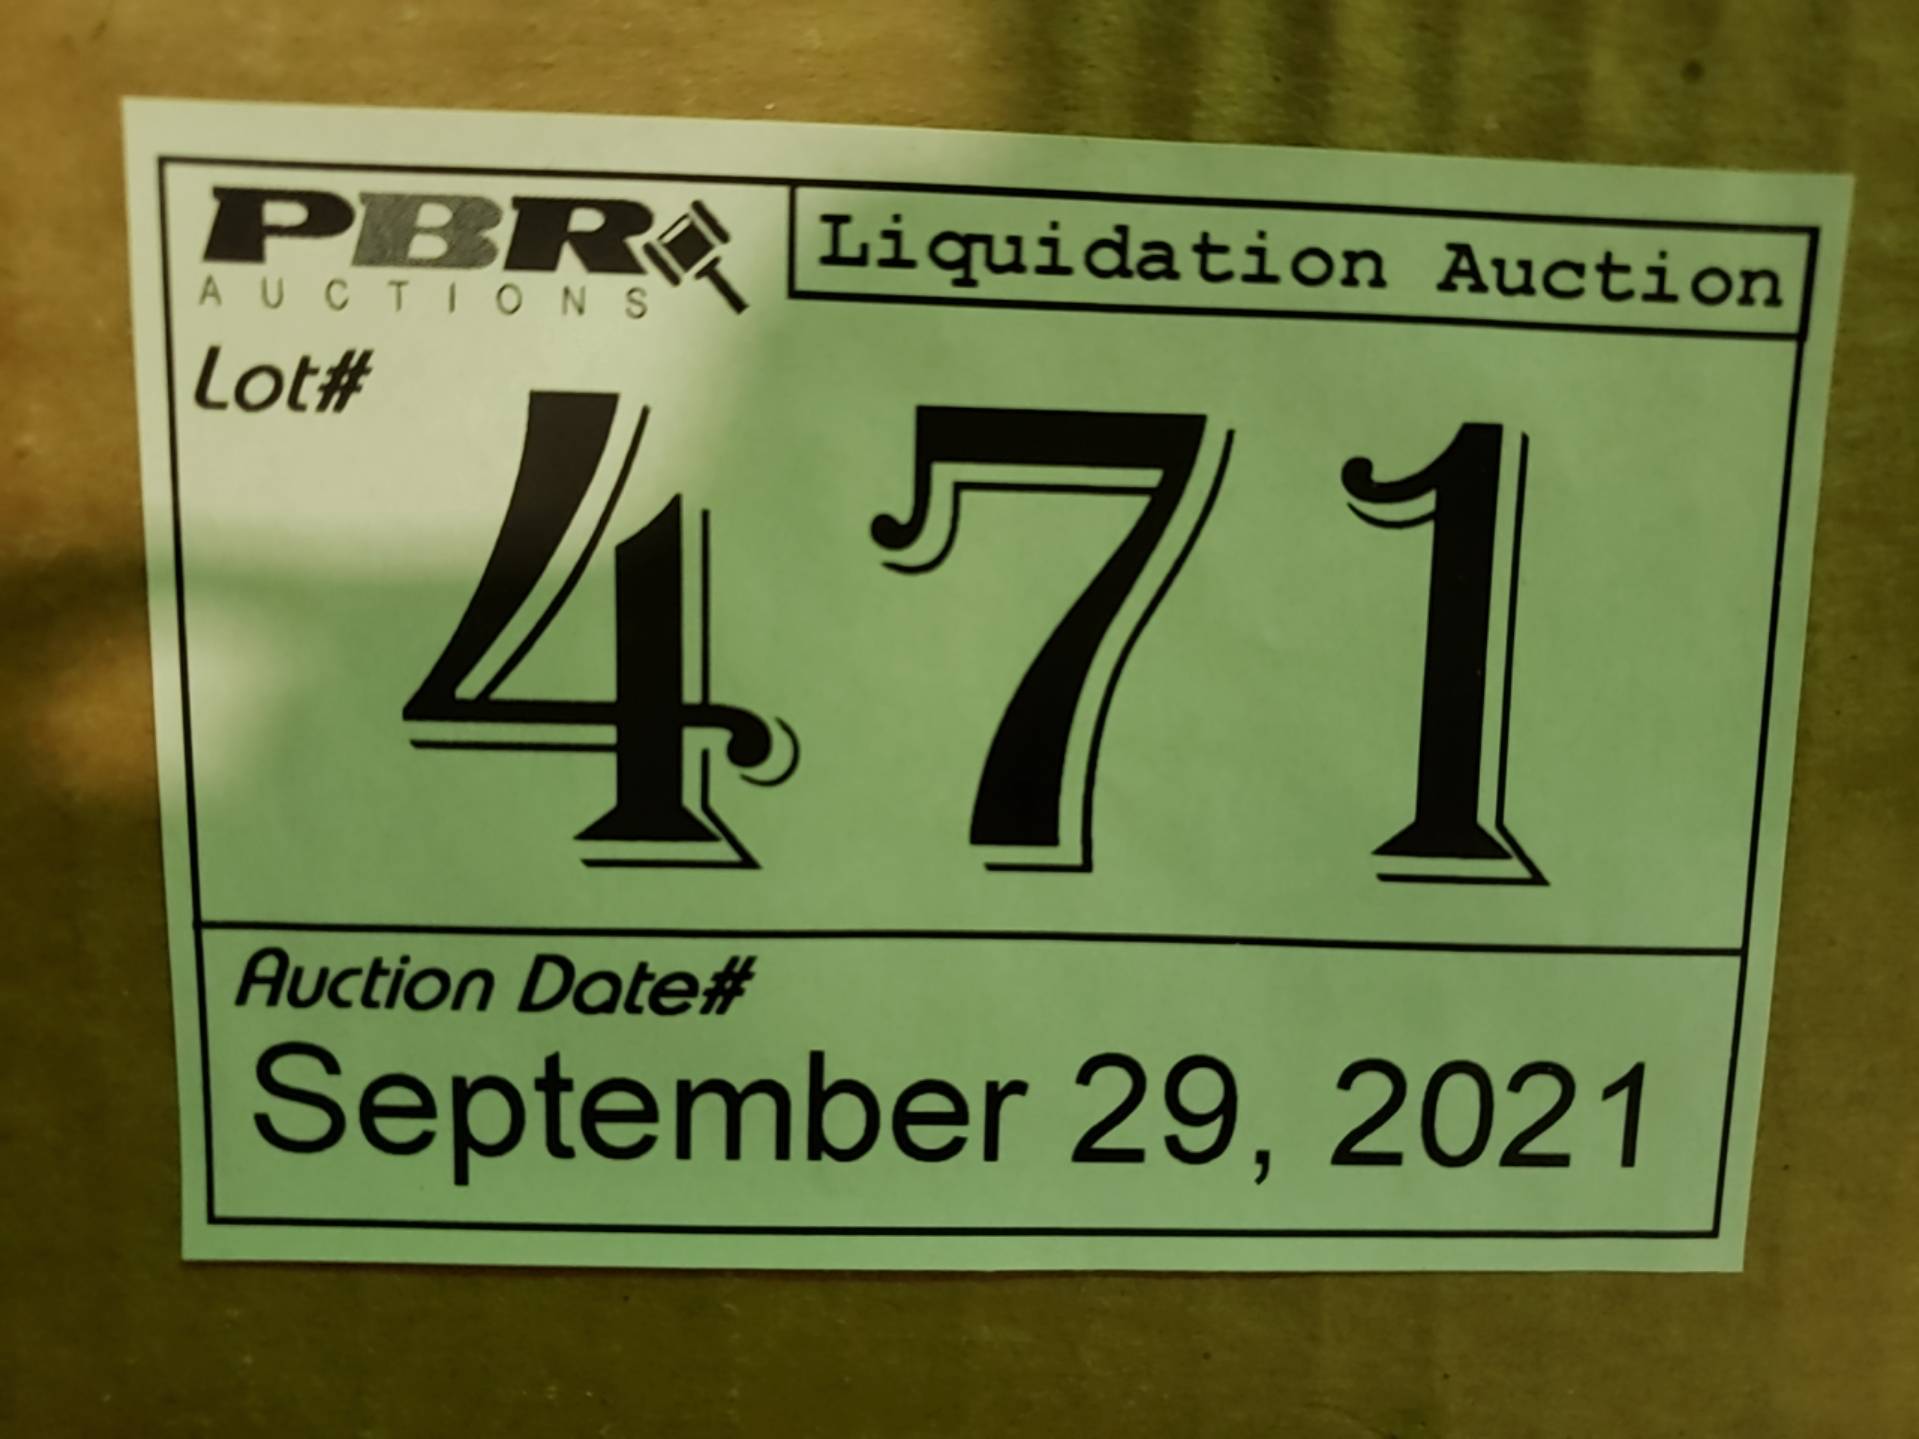 PBR
AUCTIONS
Liquidation Auction
Lot#
471
Auction Date#
September 29, 2021